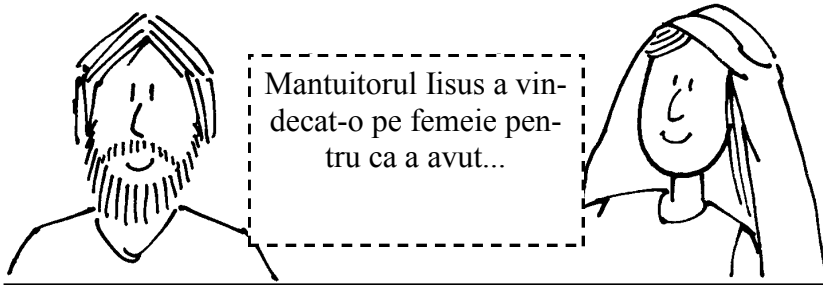 Mantuitorul Iisus a vin-
decat-o pe femeie pen-
tru ca a avut...